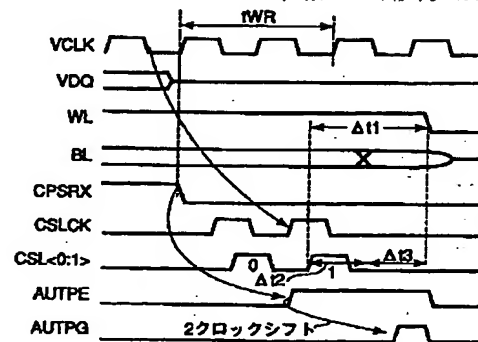 tWR
VCLK
VDQ
WL
Δt1
BL
CPSRX
CSLCK
CSL<0:1>
0
1
Δt2
Δt3
AUTPE
AUTPG
2クロックシフト